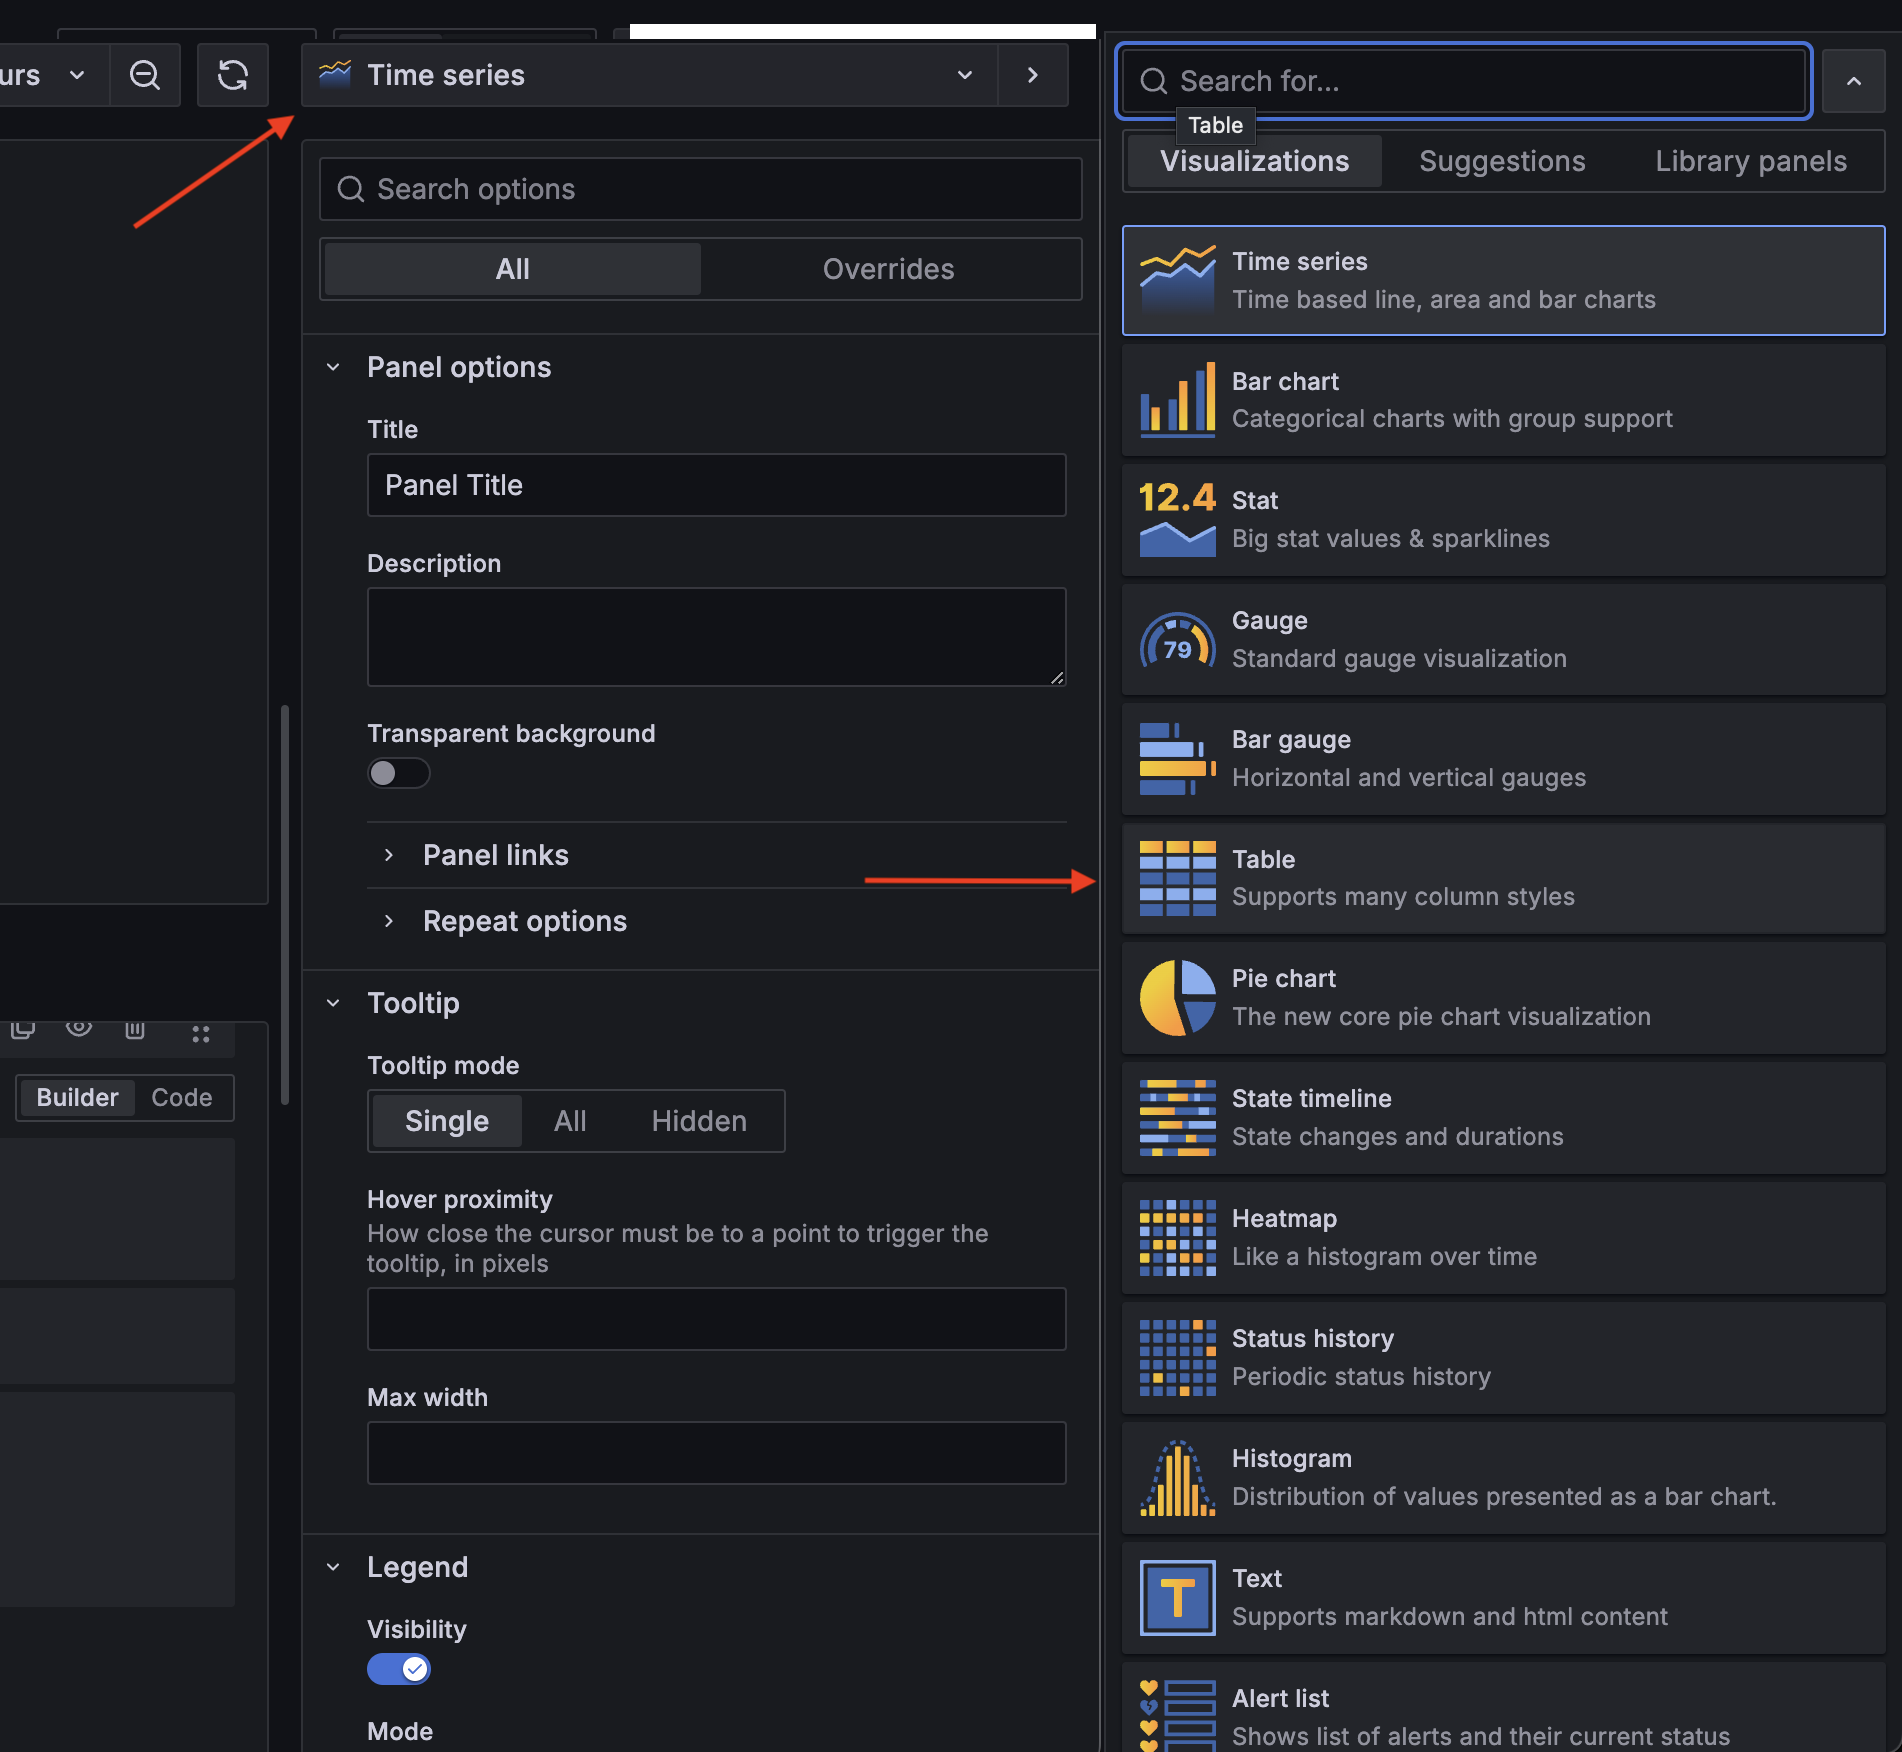 urs
Time series
Search options
All
Overrides
Panel options
Title
Panel Title
Description
Transparent background
Panel links
Repeat options
Tooltip
Tooltip mode
Single
All
Hidden
Hover proximity
How close the cursor must be to a point to trigger the
tooltip, in pixels
Max width
Legend
Visibility
Mode
Builder
Code
Search for...
Table
Visualizations
Suggestions
Library panels
Time series
Time based line, area and bar charts
Bar chart
Categorical charts with group support
12.4
Stat
Big stat values & sparklines
79
Gauge
Standard gauge visualization
Bar gauge
Horizontal and vertical gauges
Table
Supports many column styles
Pie chart
The new core pie chart visualization
State timeline
State changes and durations
Heatmap
Like a histogram over time
Status history
Periodic status history
Histogram
Distribution of values presented as a bar chart.
T
Text
Supports markdown and html content
Alert list
Shows list of alerts and their current status